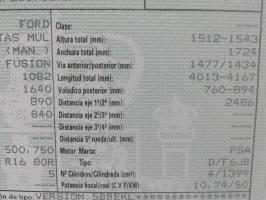 FORD Clase: ----
TAS MUL Altura total (mm): 1512-1543
(MAN.) Anchura total (mm): 1724
FUSION Vía anterior/posterior (mm): 1477/1434
1082 Longitud total (mm): 4013-4167
1640 Voladizo posterior (mm): 760-894
890 Distancia eje 1º/2º (mm): 2486
840 Distancia eje 2º/3º (mm): ----
---- Distancia eje 3º/4º (mm): ----
---- Distancia 5ª rueda/últ. (mm): ----
500,750 Motor: Marca: PSA
R16 80R Tipo: D/F6JB
5 Nº Cilindros/Cilindrada (cm³): 4/1399
---- Potencia fiscal/real (C.V.F/KW): 10,74/50
ón de tipo: VERSION: